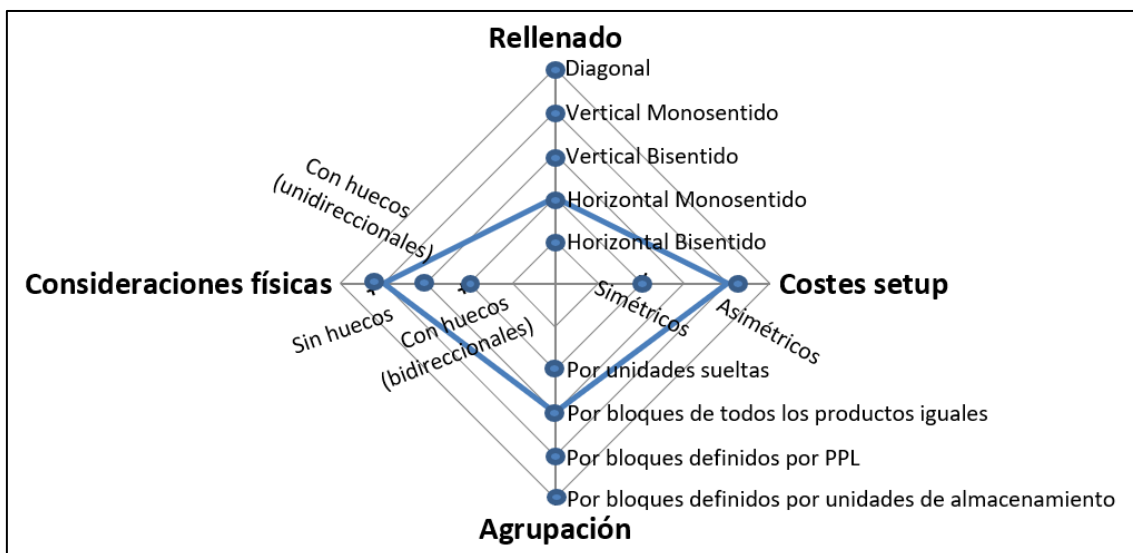 Rellenado
Diagonal
Vertical Monosentido
Vertical Bisentido
Con huecos
(unidireccionales)
Horizontal Monosentido
Horizontal Bisentido
Consideraciones físicas
Costes setup
Sin huecos
Con huecos
(bidireccionales)
Simétricos
Asimétricos
Por unidades sueltas
Por bloques de todos los productos iguales
Por bloques definidos por PPL
Por bloques definidos por unidades de almacenamiento
Agrupación